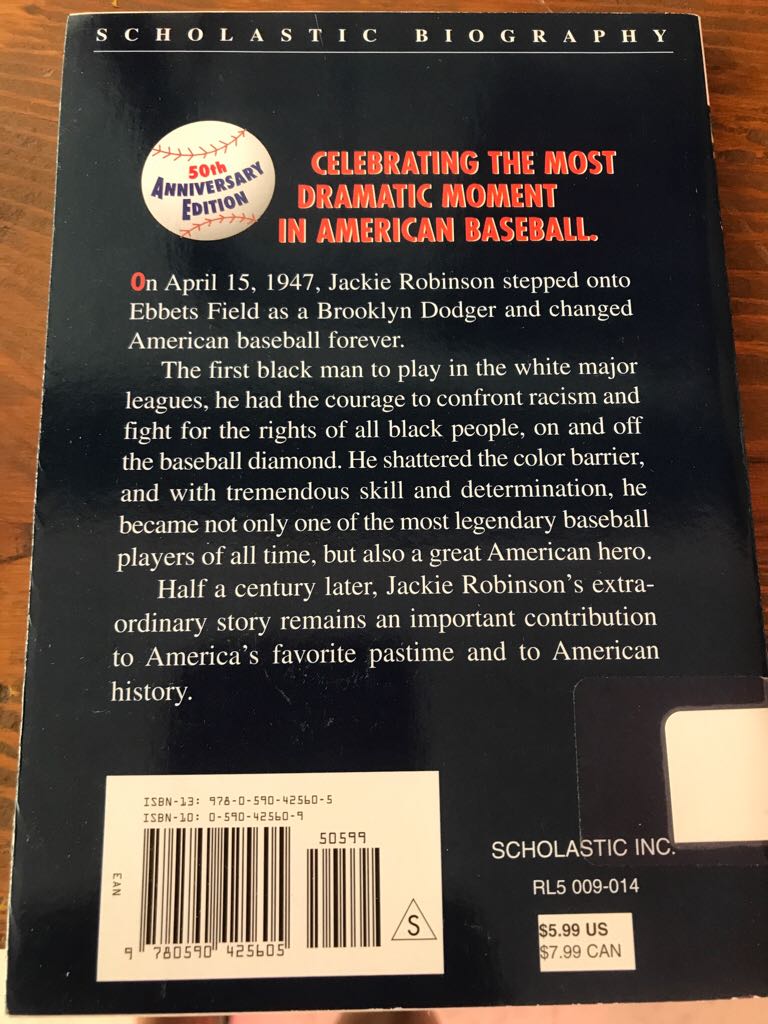 SCHOLASTIC BIOGRAPHY
50th
ANNIVERSARY
EDITION
CELEBRATING THE MOST
DRAMATIC MOMENT
IN AMERICAN BASEBALL.
On April 15, 1947, Jackie Robinson stepped onto
Ebbets Field as a Brooklyn Dodger and changed
American baseball forever.
The first black man to play in the white major
leagues, he had the courage to confront racism and
fight for the rights of all black people, on and off
the baseball diamond. He shattered the color barrier,
and with tremendous skill and determination, he
became not only one of the most legendary baseball
players of all time, but also a great American hero.
Half a century later, Jackie Robinson's extra-
ordinary story remains an important contribution
to America's favorite pastime and to American
history.
ISBN-13: 978-0-590-42560-5
ISBN-10: 0-590-42560-9
50599
EAN
S
9 780590 425605
SCHOLASTIC INC.
RL5 009-014
$5.99 US
$7.99 CAN